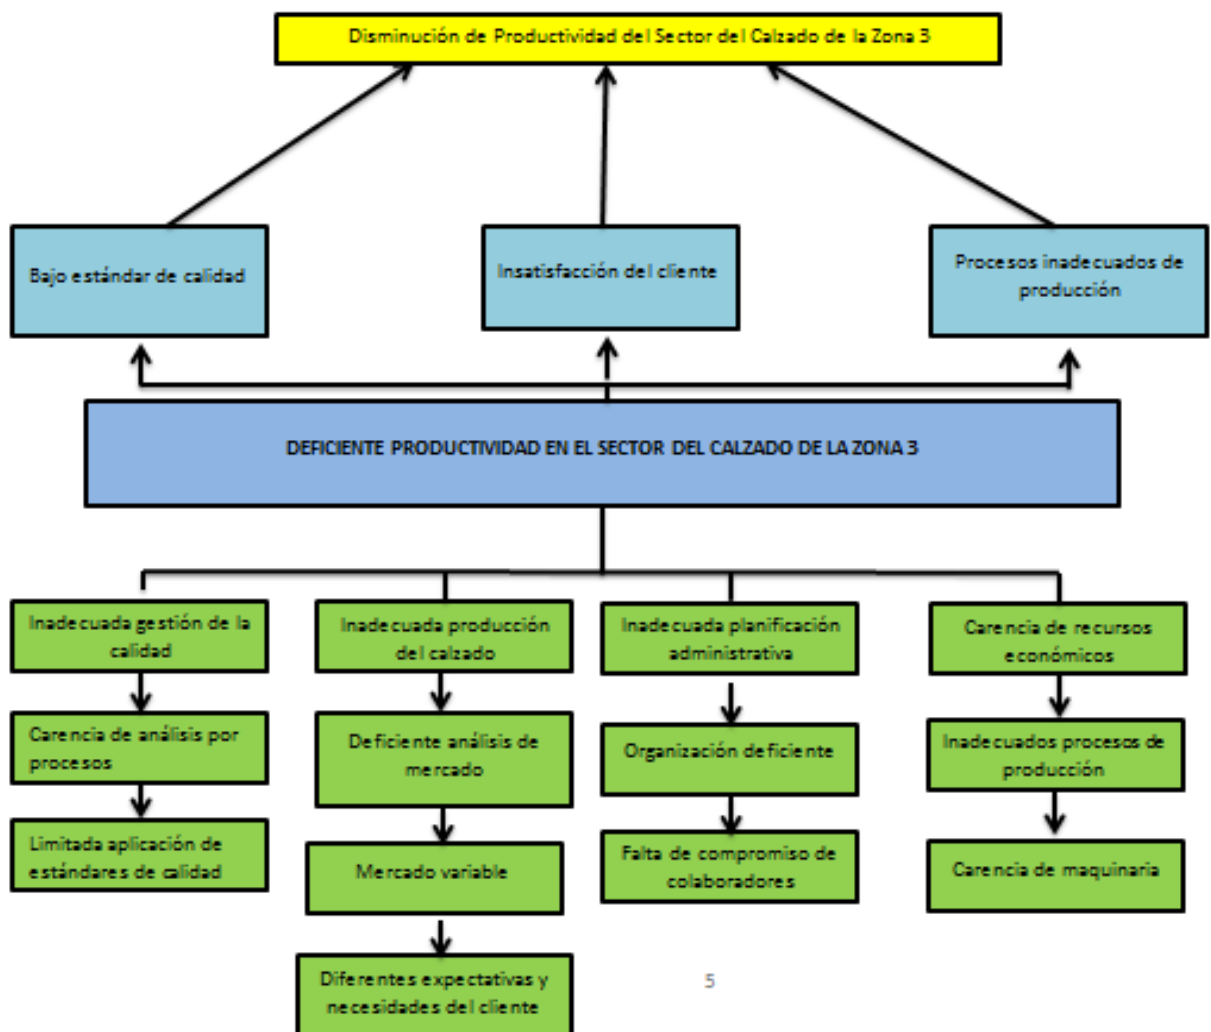 Disminución de Productividad del Sector del Calzado de la Zona 3
Bajo estándar de calidad
Insatisfacción del cliente
Procesos inadecuados de
producción
DEFICIENTE PRODUCTIVIDAD EN EL SECTOR DEL CALZADO DE LA ZONA 3
Inadecuada gestión de la
calidad
Inadecuada producción
del calzado
Inadecuada planificación
administrativa
Carencia de recursos
económicos
Carencia de análisis por
procesos
Deficiente análisis de
mercado
Organización deficiente
Inadecuados procesos de
producción
Limitada aplicación de
estándares de calidad
Mercado variable
Falta de compromiso de
colaboradores
Carencia de maquinaria
Diferentes expectativas y
necesidades del cliente
5